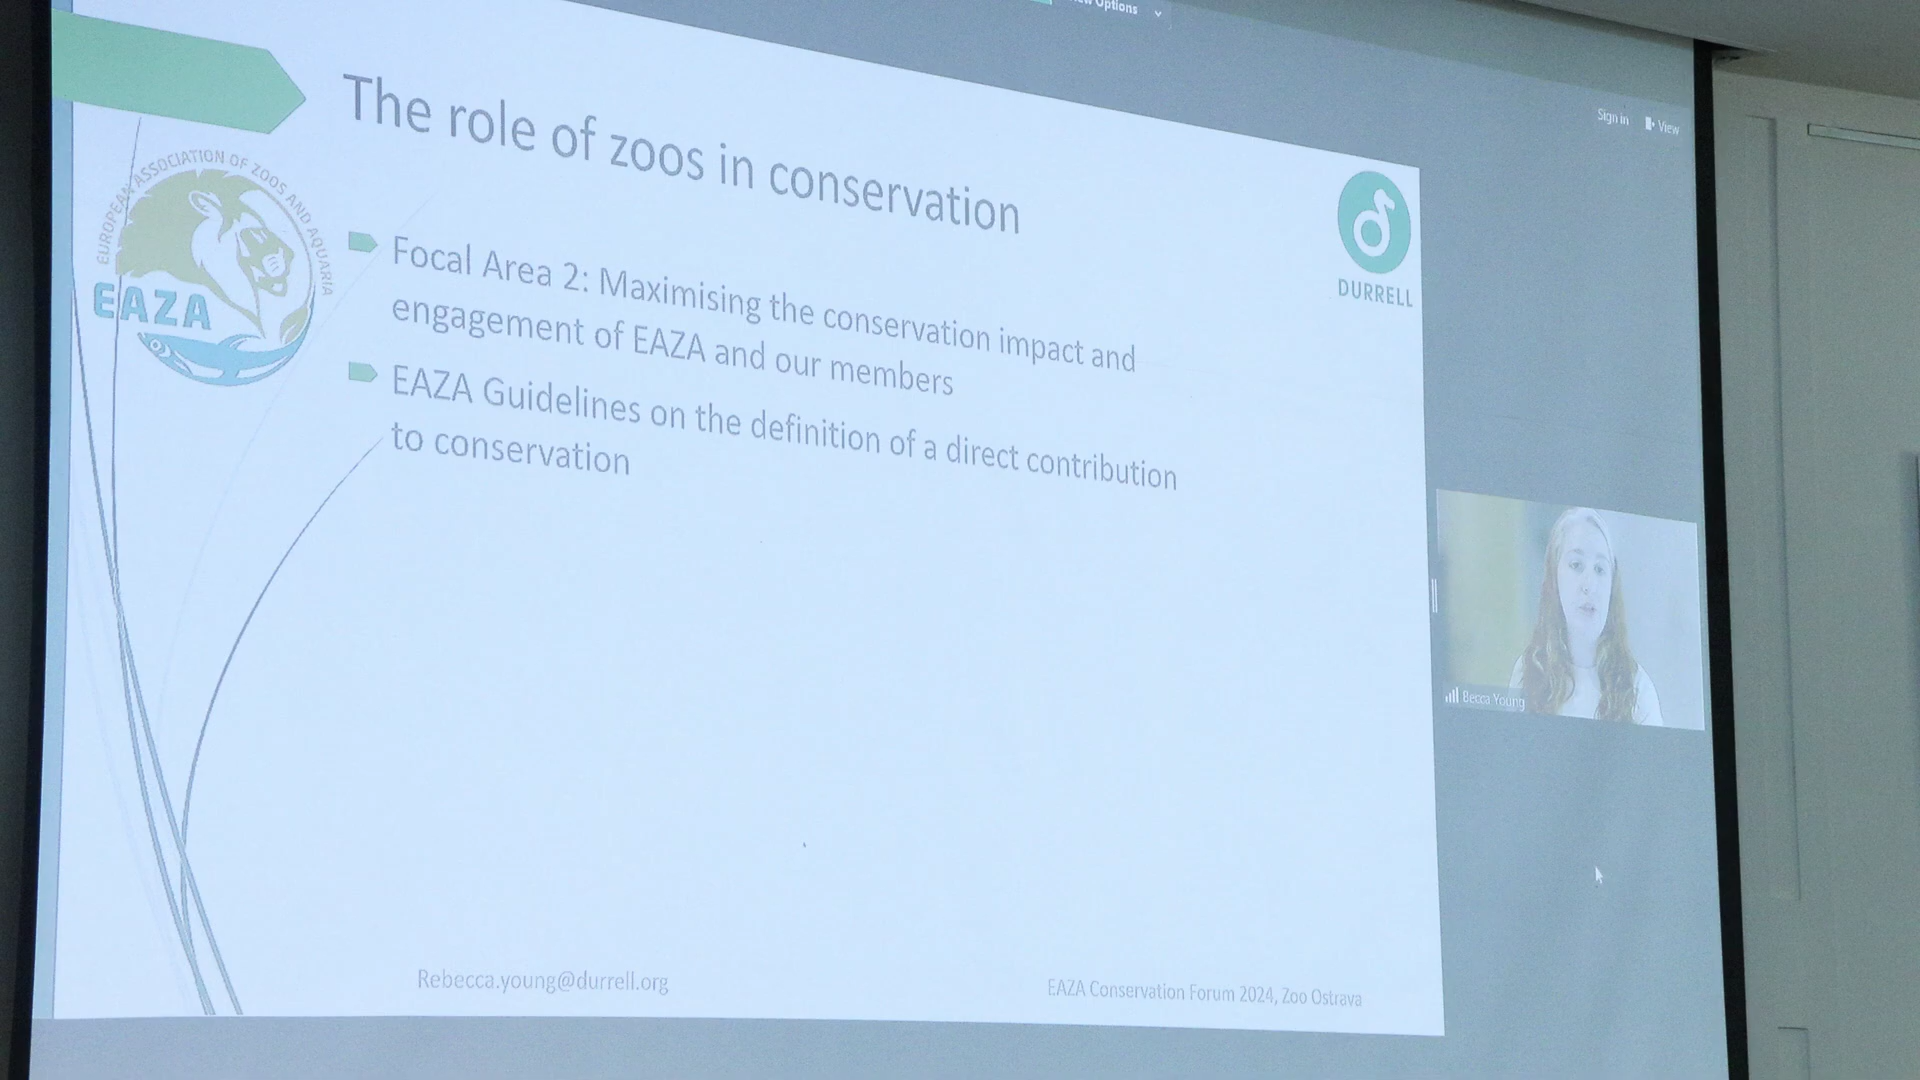 Options
Sign in
View
The role of zoos in conservation
EUROPEAN ASSOCIATION OF ZOOS AND AQUARIA
EAZA
DURRELL
Focal Area 2: Maximising the conservation impact and
engagement of EAZA and our members
EAZA Guidelines on the definition of a direct contribution
to conservation
Becca Young
Rebecca.young@durrell.org
EAZA Conservation Forum 2024, Zoo Ostrava